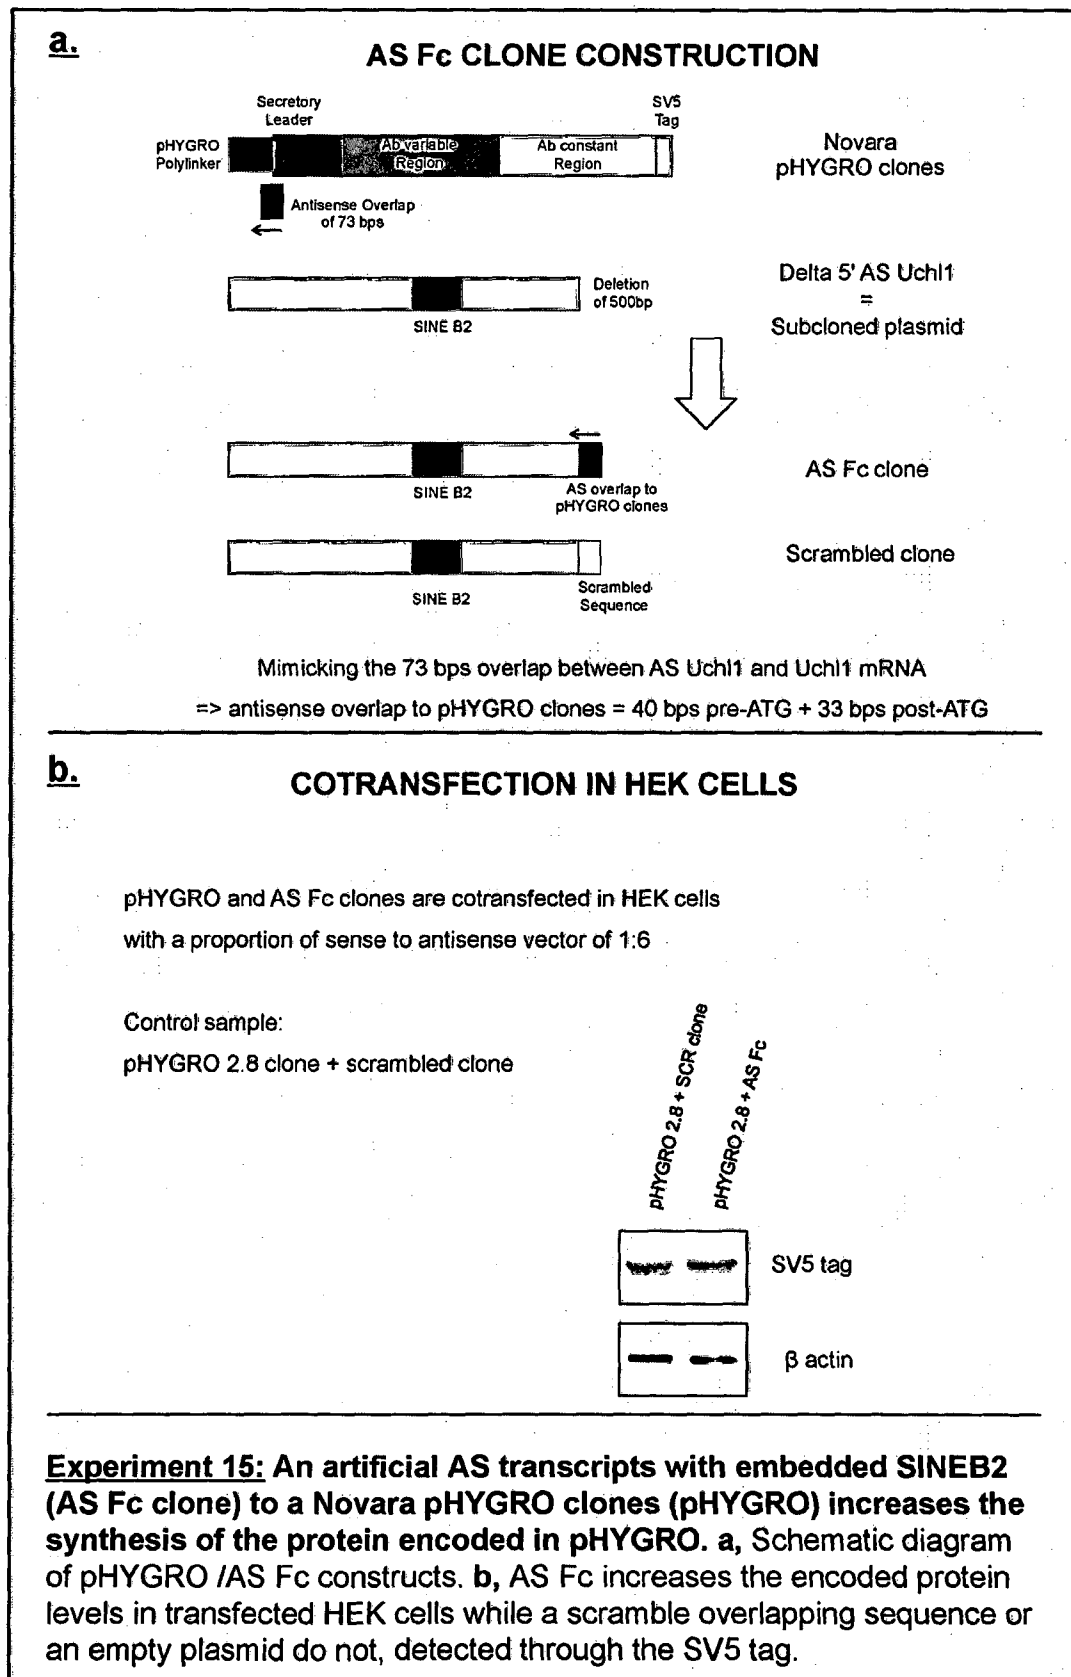 a.
AS Fc CLONE CONSTRUCTION
Secretory
Leader
SV5
Tag
pHYGRO
Polylinker
Ab variable
Region
Ab constant
Region
Novara
pHYGRO clones
Antisense Overlap
of 73 bps
Deletion
of 500bp
SINE B2
Delta 5' AS Uchl1
=
Subcloned plasmid
SINE B2
AS overlap to
pHYGRO clones
AS Fc clone
SINE B2
Scrambled
Sequence
Scrambled clone
Mimicking the 73 bps overlap between AS Uchl1 and Uchl1 mRNA
=> antisense overlap to pHYGRO clones = 40 bps pre-ATG + 33 bps post-ATG
b.
COTRANSFECTION IN HEK CELLS
pHYGRO and AS Fc clones are cotransfected in HEK cells
with a proportion of sense to antisense vector of 1:6
Control sample:
pHYGRO 2.8 clone + scrambled clone
pHYGRO 2.8 + SCR clone
pHYGRO 2.8 + AS Fc
SV5 tag
β actin
Experiment 15: An artificial AS transcripts with embedded SINEB2
(AS Fc clone) to a Novara pHYGRO clones (pHYGRO) increases the
synthesis of the protein encoded in pHYGRO. a, Schematic diagram
of pHYGRO /AS Fc constructs. b, AS Fc increases the encoded protein
levels in transfected HEK cells while a scramble overlapping sequence or
an empty plasmid do not, detected through the SV5 tag.